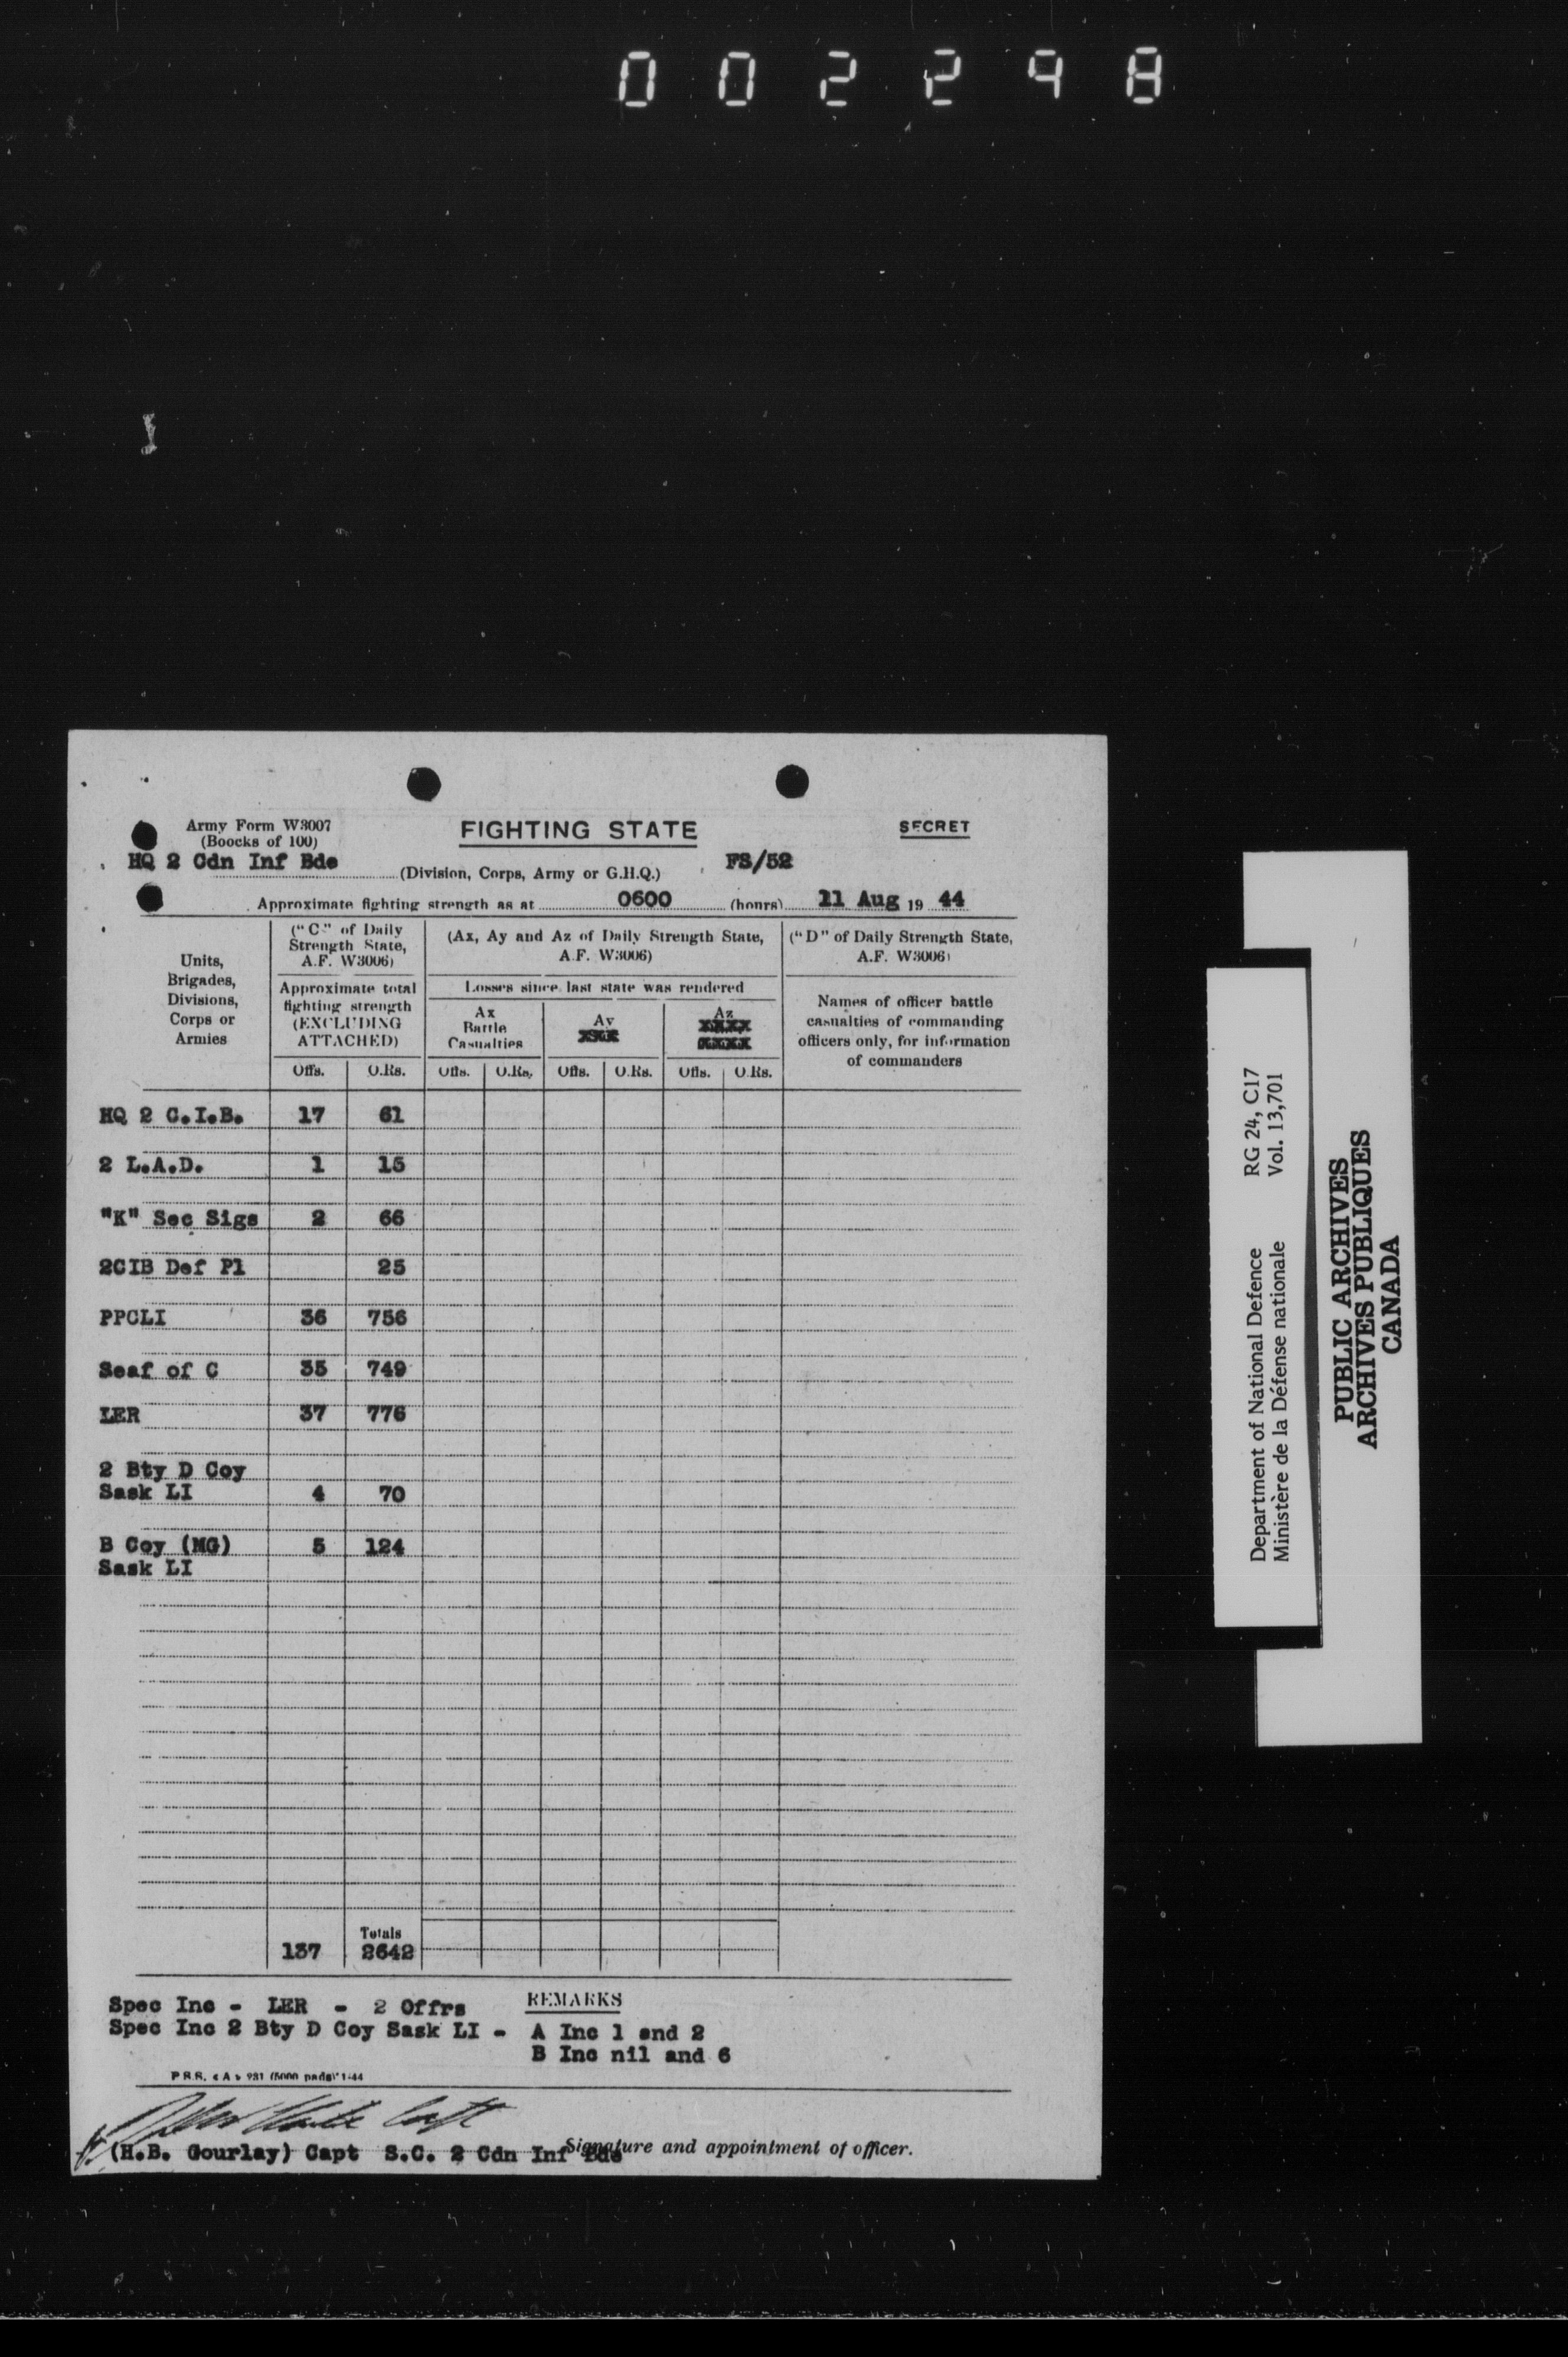 002298
Army Form W3007
(Boocks of 100)
FIGHTING STATE
SECRET
HQ 2 Cdn Inf Bde
(Division, Corps, Army or G.H.Q.)
FS/52
Approximate fighting strength as at 0600 (hours) 11 Aug 19 44
Units,
Brigades,
Divisions,
Corps or
Armies
("C" of Daily
Strength State,
A.F. W3006)
Approximate total
fighting strength
(EXCLUDING
ATTACHED)
Offs. O.Rs.
(Ax, Ay and Az of Daily Strength State,
A.F. W3006)
Losses since last state was rendered
Ax
Battle
Casualties
Ay
Az
Offs. O.Rs. Offs. O.Rs. Offs. O.Rs.
("D" of Daily Strength State,
A.F. W3006)
Names of officer battle
casualties of commanding
officers only, for information
of commanders
HQ 2 C.I.B. 17 61
2 L.A.D. 1 15
"K" Sec Sigs 2 66
2CIB Def Pl 25
PPCLI 36 756
Seaf of C 35 749
LER 37 776
2 Bty D Coy
Sask LI 4 70
B Coy (MG) 5 124
Sask LI
Totals
137 2642
REMARKS
Spec Inc - LER - 2 Offrs
Spec Inc 2 Bty D Coy Sask LI - A Inc 1 and 2
B Inc nil and 6
P.S.S. « A » 931 (5000 pads) 1-44
(H.B. Gourlay) Capt S.C. 2 Cdn Inf Bde
Signature and appointment of officer.
Department of National Defence RG 24, C17
Ministère de la Défense nationale Vol. 13,701
PUBLIC ARCHIVES
ARCHIVES PUBLIQUES
CANADA